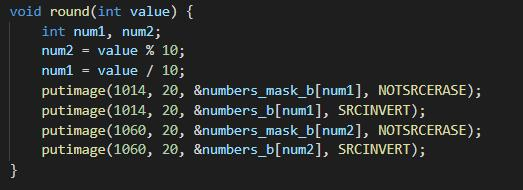 void round(int value) {
    int num1, num2;
    num2 = value % 10;
    num1 = value / 10;
    putimage(1014, 20, &numbers_mask_b[num1], NOTSRCERASE);
    putimage(1014, 20, &numbers_b[num1], SRCINVERT);
    putimage(1060, 20, &numbers_mask_b[num2], NOTSRCERASE);
    putimage(1060, 20, &numbers_b[num2], SRCINVERT);
}